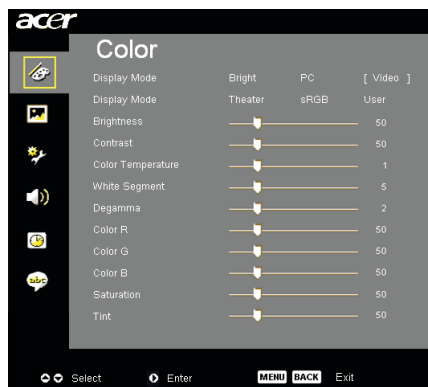 acer
Color
Display Mode Bright PC [ Video ]
Display Mode Theater sRGB User
Brightness 50
Contrast 50
Color Temperature 1
White Segment 5
Degamma 2
Color R 50
Color G 50
Color B 50
Saturation 50
Tint 50
abc
Select Enter MENU BACK Exit